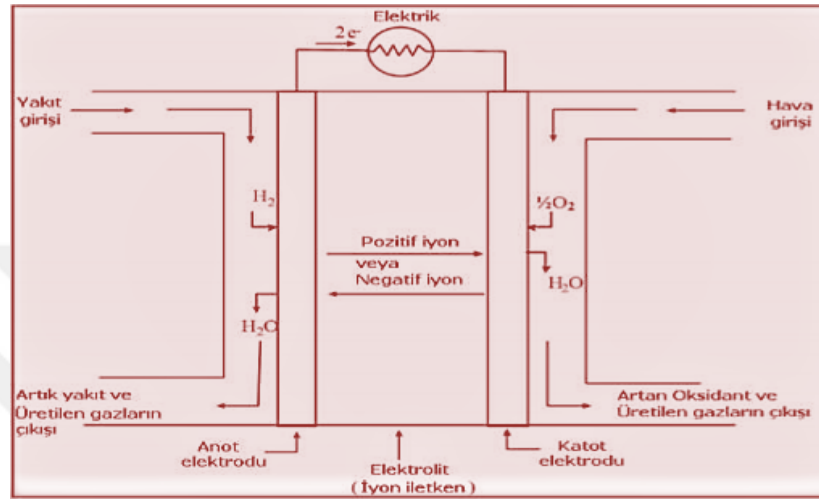 Elektrik
2 e-
Yakıt
girişi
Hava
girişi
H₂
½O₂
Pozitif iyon
veya
Negatif iyon
H₂O
H₂O
Artık yakıt ve
Üretilen gazların
çıkışı
Artan Oksidant ve
Üretilen gazların
çıkışı
Anot
elektrodu
Elektrolit
( İyon iletken )
Katot
elektrodu